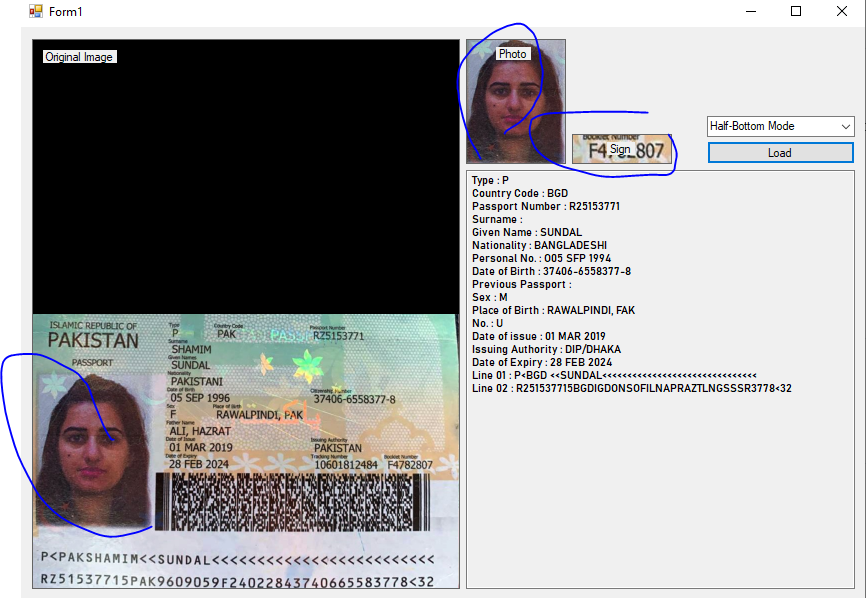 Form1
Original Image
Photo
Booklet Number
F4782807
Sign
Half-Bottom Mode
Load
Type : P
Country Code : BGD
Passport Number : R25153771
Surname :
Given Name : SUNDAL
Nationality : BANGLADESHI
Personal No. : 005 SFP 1994
Date of Birth : 37406-6558377-8
Previous Passport :
Sex : M
Place of Birth : RAWALPINDI, FAK
No. : U
Date of issue : 01 MAR 2019
Issuing Authority : DIP/DHAKA
Date of Expiry : 28 FEB 2024
Line 01 : P<BGD <<SUNDAL<<<<<<<<<<<<<<<<<<<<<<<<<<<<<<
Line 02 : R251537715BGDIGDONSOFILNAPRAZTLNGSSSR3778<32
ISLAMIC REPUBLIC OF
PAKISTAN
PASSPORT
Type Country Code Passport Number
P PAK RZ5153771
Surname
SHAMIM
Given Names
SUNDAL
Nationality
PAKISTANI
Date of Birth Citizenship Number
05 SEP 1996 37406-6558377-8
Sex Place of Birth
F RAWALPINDI, PAK
Father Name
ALI, HAZRAT
Date of Issue Issuing Authority
01 MAR 2019 PAKISTAN
Date of Expiry Tracking Number Booklet Number
28 FEB 2024 10601812484 F4782807
P<PAKSHAMIM<<SUNDAL<<<<<<<<<<<<<<<<<<<<<<<<<
RZ51537715PAK9609059F24022843740665583778<32